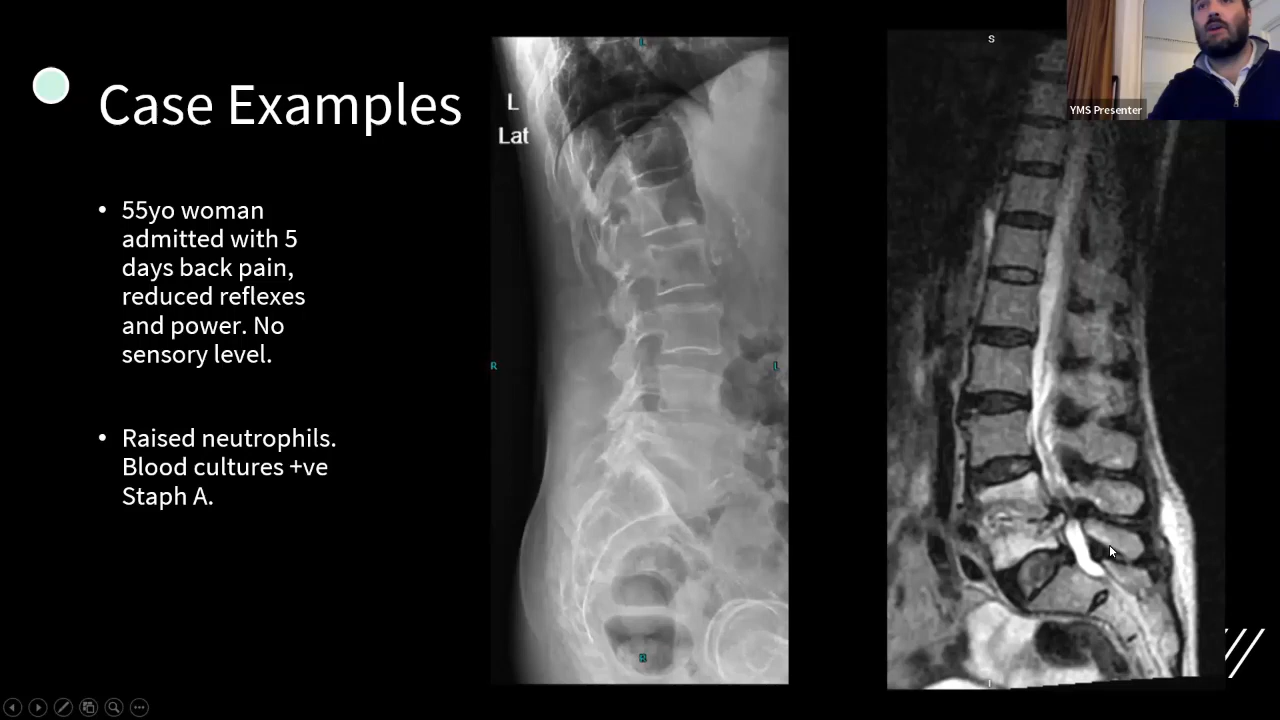 Case Examples
• 55yo woman
admitted with 5
days back pain,
reduced reflexes
and power. No
sensory level.
• Raised neutrophils.
Blood cultures +ve
Staph A.
L
L
Lat
R
L
R
S
I
YMS Presenter